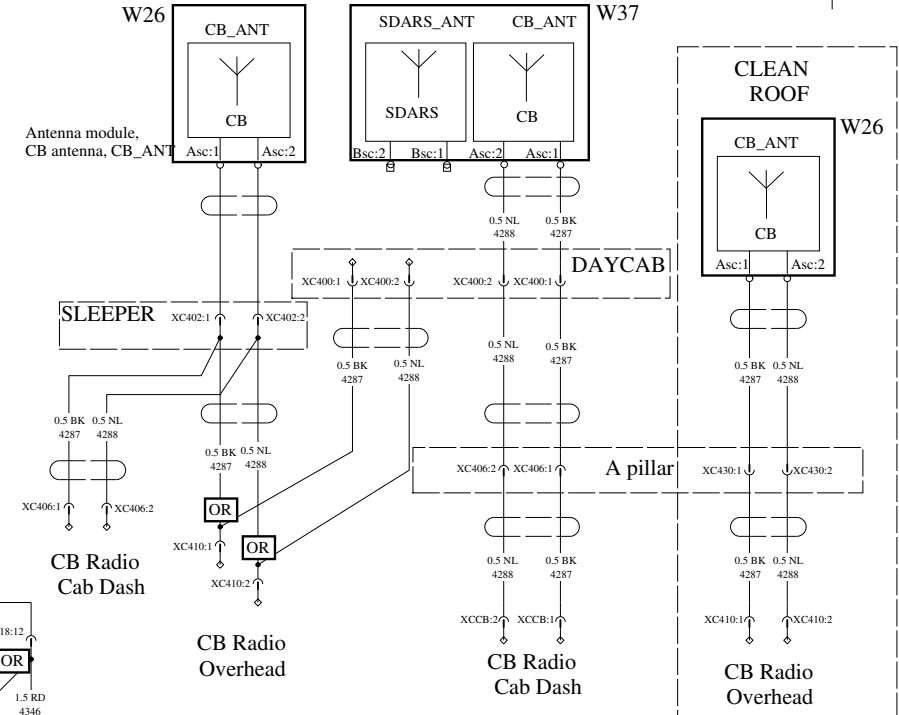 W26
CB_ANT
CB
Antenna module,
CB antenna, CB_ANT
Asc:1
Asc:2
W37
SDARS_ANT
CB_ANT
SDARS
CB
Bsc:2
Bsc:1
Asc:2
Asc:1
CLEAN
ROOF
W26
CB_ANT
CB
Asc:1
Asc:2
0.5 NL
4288
0.5 BK
4287
DAYCAB
XC400:1
XC400:2
XC400:2
XC400:1
SLEEPER
XC402:1
XC402:2
0.5 BK
4287
0.5 NL
4288
0.5 NL
4288
0.5 BK
4287
0.5 BK
4287
0.5 NL
4288
0.5 BK
4287
0.5 NL
4288
0.5 BK
4287
0.5 NL
4288
XC406:2
XC406:1
A pillar
XC430:1
XC430:2
XC406:1
XC406:2
OR
XC410:1
OR
XC410:2
CB Radio
Cab Dash
0.5 NL
4288
0.5 BK
4287
0.5 BK
4287
0.5 NL
4288
XCCB:2
XCCB:1
XC410:1
XC410:2
CB Radio
Overhead
CB Radio
Cab Dash
CB Radio
Overhead
18:12
OR
1.5 RD
4346